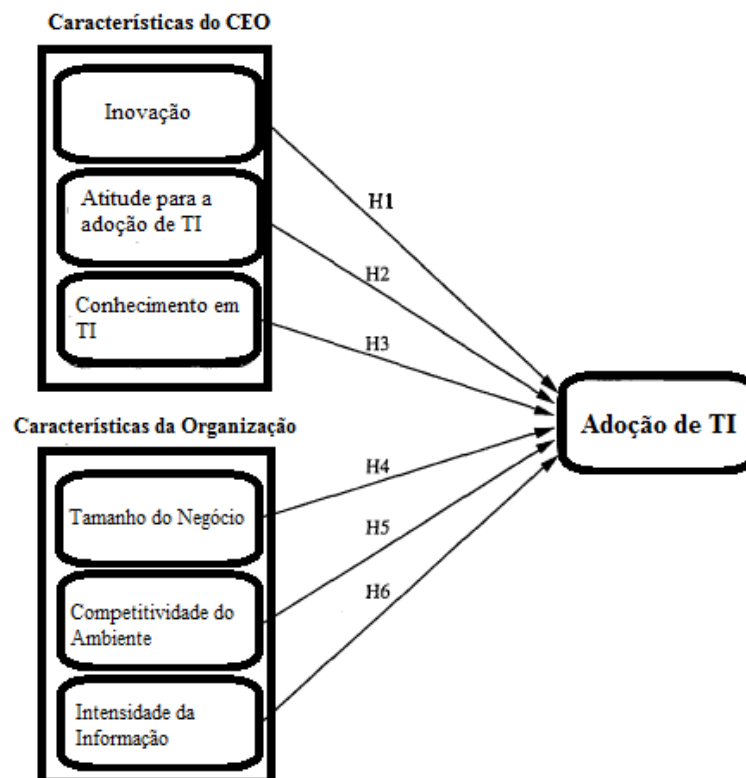 Características do CEO
Inovação
Atitude para a
adoção de TI
Conhecimento em
TI
H1
H2
H3
Adoção de TI
Características da Organização
Tamanho do Negócio
Competitividade do
Ambiente
Intensidade da
Informação
H4
H5
H6